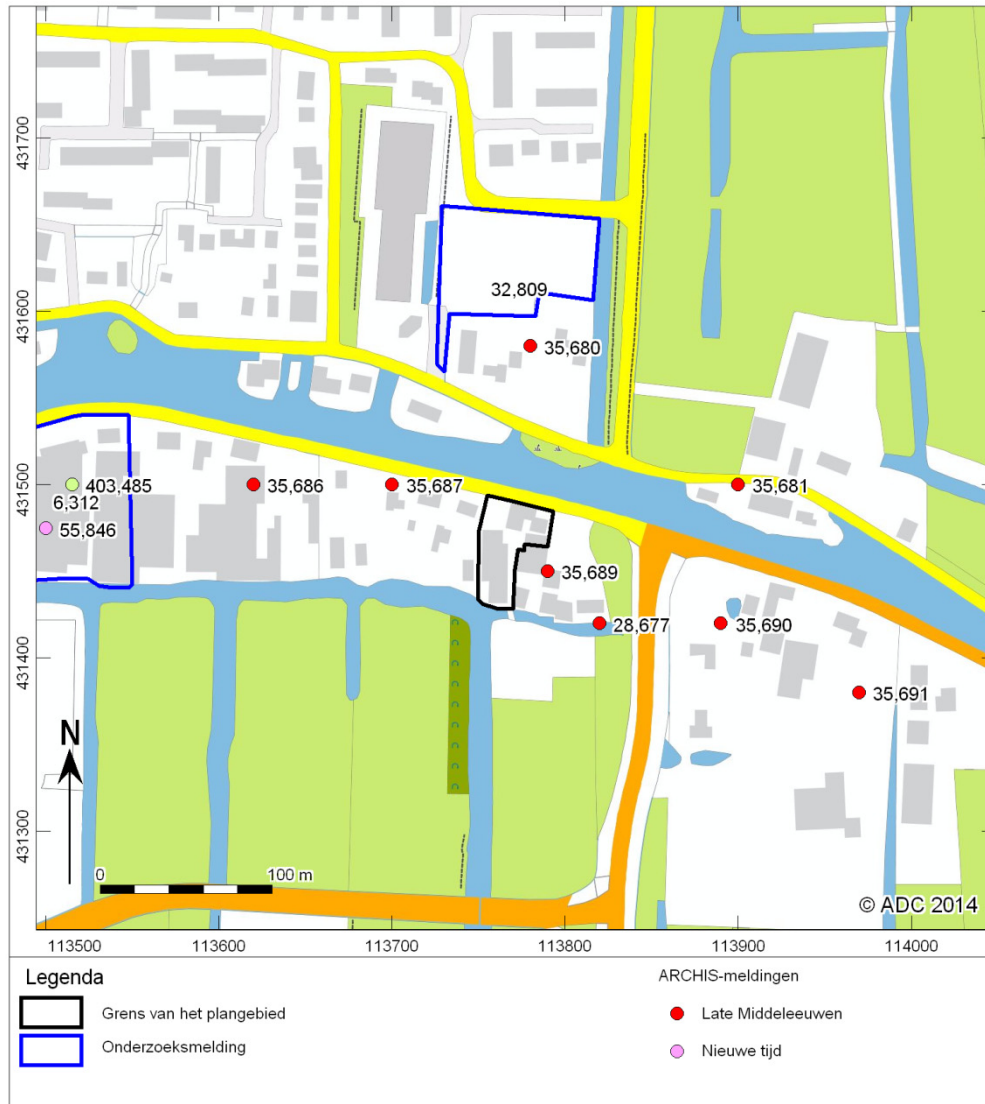 431700
431600
431500
431400
431300
32,809
35,680
403,485
6,312
55,846
35,686
35,687
35,681
35,689
28,677
35,690
35,691
N
0
100 m
© ADC 2014
113500
113600
113700
113800
113900
114000
Legenda
Grens van het plangebied
Onderzoeksmelding
ARCHIS-meldingen
Late Middeleeuwen
Nieuwe tijd